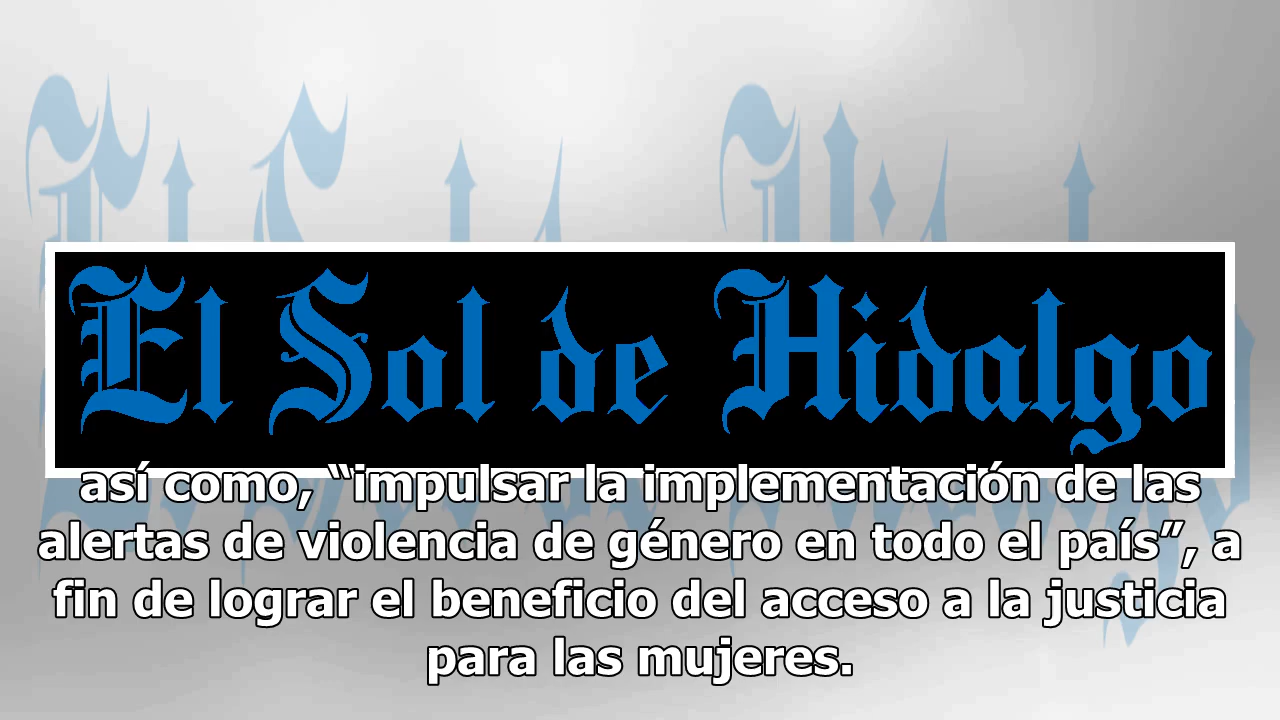 El Sol de Hidalgo
así como, “impulsar la implementación de las
alertas de violencia de género en todo el país”, a
fin de lograr el beneficio del acceso a la justicia
para las mujeres.